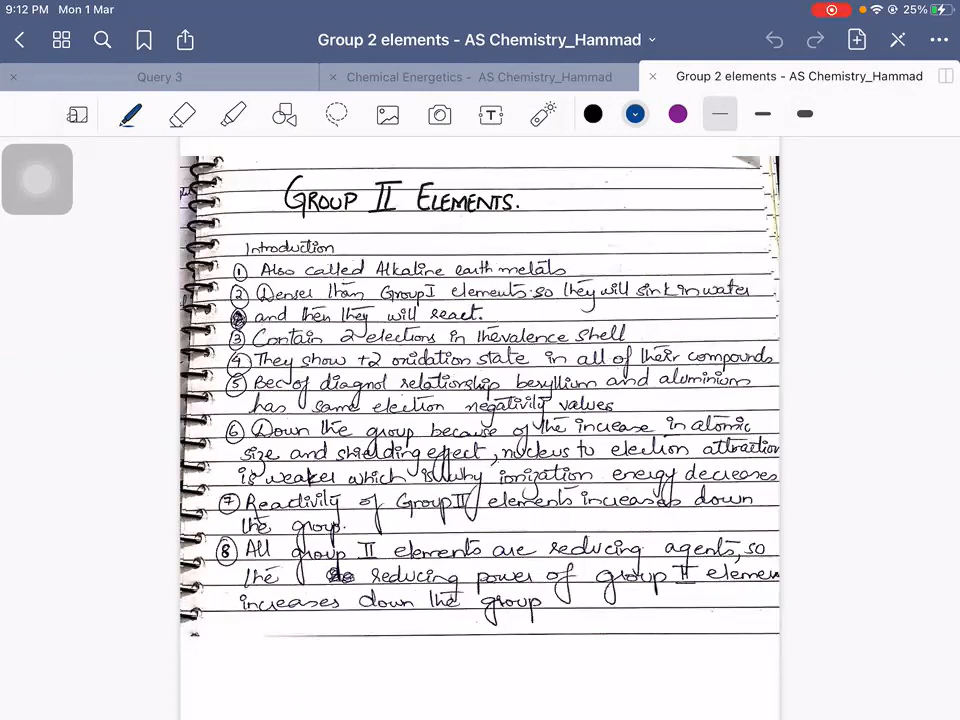 9:12 PM Mon 1 Mar
25%
Group 2 elements - AS Chemistry_Hammad
Query 3
Chemical Energetics - AS Chemistry_Hammad
Group 2 elements - AS Chemistry_Hammad
GROUP II ELEMENTS.
Introduction
① Also called Alkaline earth metals
② Denser than Group I elements so they will sink in water
and then they will react.
③ Contain 2 electrons in the valence shell
④ They show +2 oxidation state in all of their compounds
⑤ Bec of diagnol relationship beryllium and aluminium
has same electron negativity values
⑥ Down the group because of the increase in atomic
size and shielding effect, nucleus to electron attraction
is weaker which is why ionization energy decreases
⑦ Reactivity of Group II elements increases down
the group.
⑧ All group II elements are reducing agents, so
the reducing power of group II elemen
increases down the group